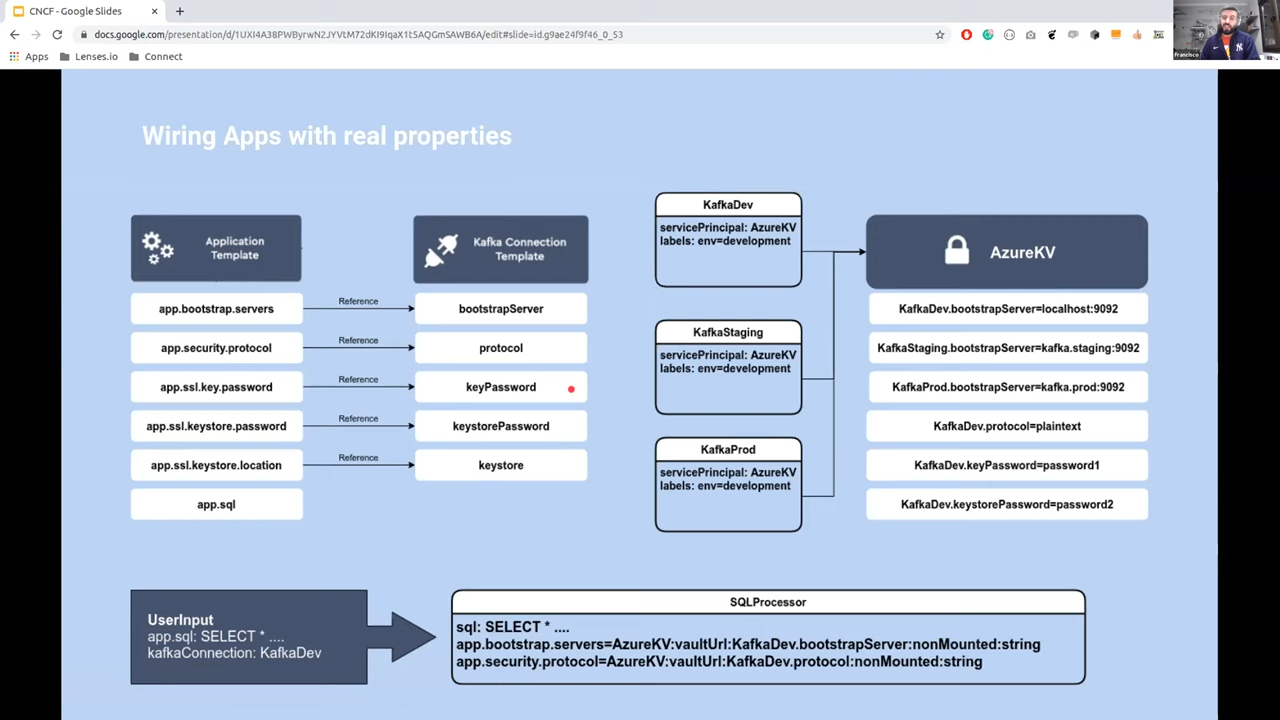 CNCF - Google Slides
docs.google.com/presentation/d/1UXI4A38PWByrwN2JYVtM72dKI9IqaX1tSAQGmSAWB6A/edit#slide=id.g9ae24f9f46_0_53
Apps
Lenses.io
Connect
Francisco
Wiring Apps with real properties
Application
Template
app.bootstrap.servers
app.security.protocol
app.ssl.key.password
app.ssl.keystore.password
app.ssl.keystore.location
app.sql
Reference
Reference
Reference
Reference
Reference
Kafka Connection
Template
bootstrapServer
protocol
keyPassword
keystorePassword
keystore
KafkaDev
servicePrincipal: AzureKV
labels: env=development
KafkaStaging
servicePrincipal: AzureKV
labels: env=development
KafkaProd
servicePrincipal: AzureKV
labels: env=development
AzureKV
KafkaDev.bootstrapServer=localhost:9092
KafkaStaging.bootstrapServer=kafka.staging:9092
KafkaProd.bootstrapServer=kafka.prod:9092
KafkaDev.protocol=plaintext
KafkaDev.keyPassword=password1
KafkaDev.keystorePassword=password2
UserInput
app.sql: SELECT * ....
kafkaConnection: KafkaDev
SQLProcessor
sql: SELECT * ....
app.bootstrap.servers=AzureKV:vaultUrl:KafkaDev.bootstrapServer:nonMounted:string
app.security.protocol=AzureKV:vaultUrl:KafkaDev.protocol:nonMounted:string